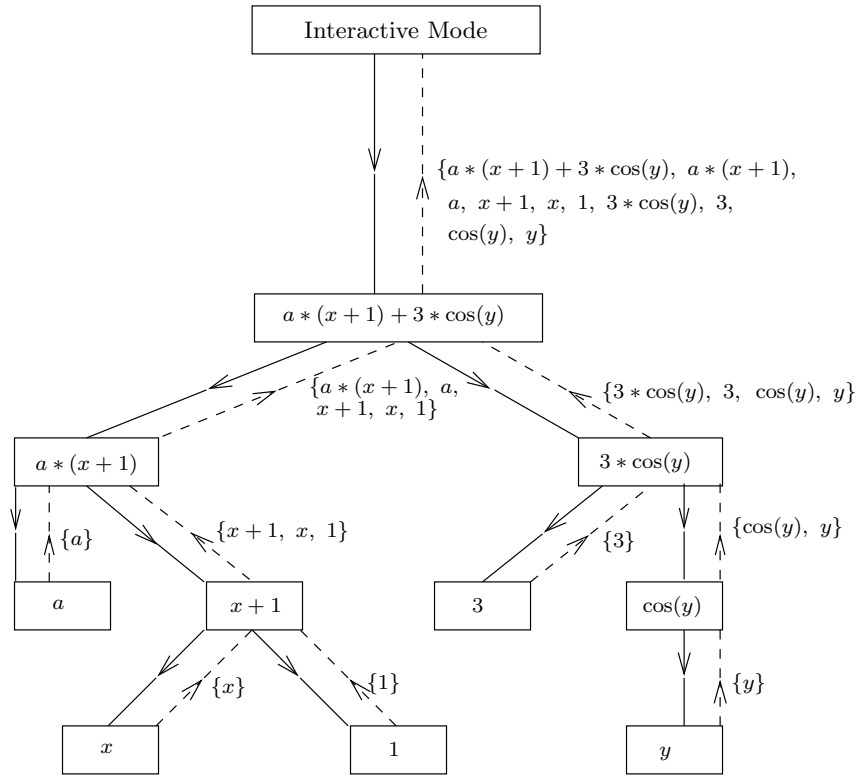 Interactive Mode
{a ∗ (x + 1) + 3 ∗ cos(y), a ∗ (x + 1),
a, x + 1, x, 1, 3 ∗ cos(y), 3,
cos(y), y}
a ∗ (x + 1) + 3 ∗ cos(y)
{a ∗ (x + 1), a,
x + 1, x, 1}
{3 ∗ cos(y), 3, cos(y), y}
a ∗ (x + 1)
3 ∗ cos(y)
{a}
{x + 1, x, 1}
{3}
{cos(y), y}
a
x + 1
3
cos(y)
{x}
{1}
{y}
x
1
y